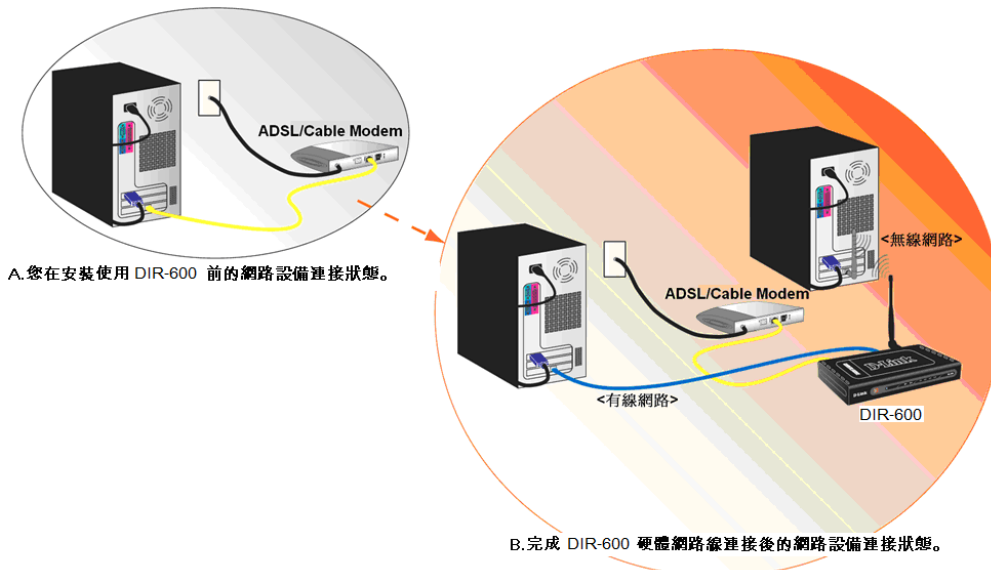 ADSL/Cable Modem
A.您在安裝使用 DIR-600 前的網路設備連接狀態。
<無線網路>
ADSL/Cable Modem
D-Link
<有線網路>
DIR-600
B.完成 DIR-600 硬體網路線連接後的網路設備連接狀態。